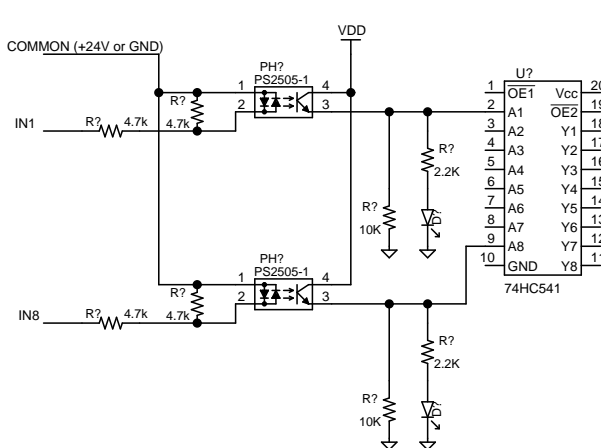 VDD
COMMON (+24V or GND)
PH?
PS2505-1
1
4
2
3
R?
4.7k
IN1
R?
4.7k
U?
1
OE1
Vcc
20
2
A1
OE2
19
3
A2
Y1
18
4
A3
Y2
17
5
A4
Y3
16
6
A5
Y4
15
7
A6
Y5
14
8
A7
Y6
13
9
A8
Y7
12
10
GND
Y8
11
74HC541
R?
2.2K
R?
10K
D?
PH?
PS2505-1
1
4
2
3
R?
4.7k
IN8
R?
4.7k
R?
2.2K
R?
10K
D?